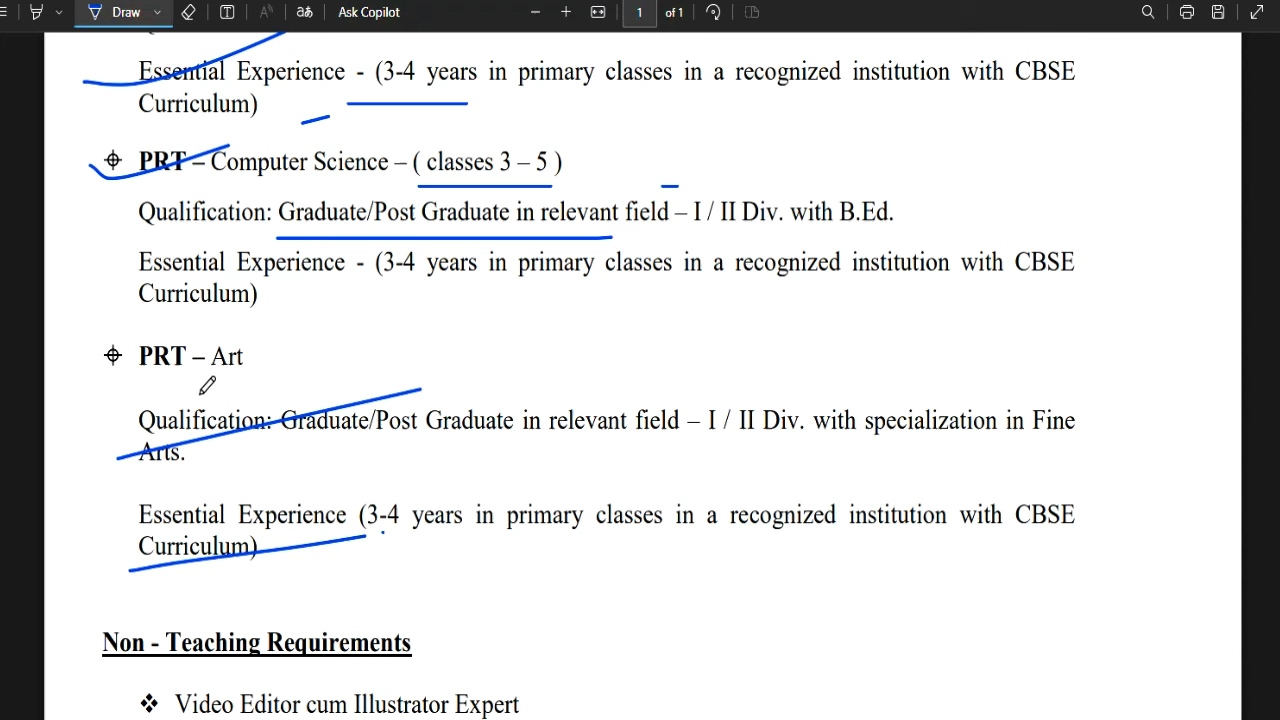 Draw
Ask Copilot
1 of 1
Essential Experience - (3-4 years in primary classes in a recognized institution with CBSE
Curriculum)
PRT – Computer Science – ( classes 3 – 5 )
Qualification: Graduate/Post Graduate in relevant field – I / II Div. with B.Ed.
Essential Experience - (3-4 years in primary classes in a recognized institution with CBSE
Curriculum)
PRT – Art
Qualification: Graduate/Post Graduate in relevant field – I / II Div. with specialization in Fine
Arts.
Essential Experience (3-4 years in primary classes in a recognized institution with CBSE
Curriculum)
Non - Teaching Requirements
Video Editor cum Illustrator Expert